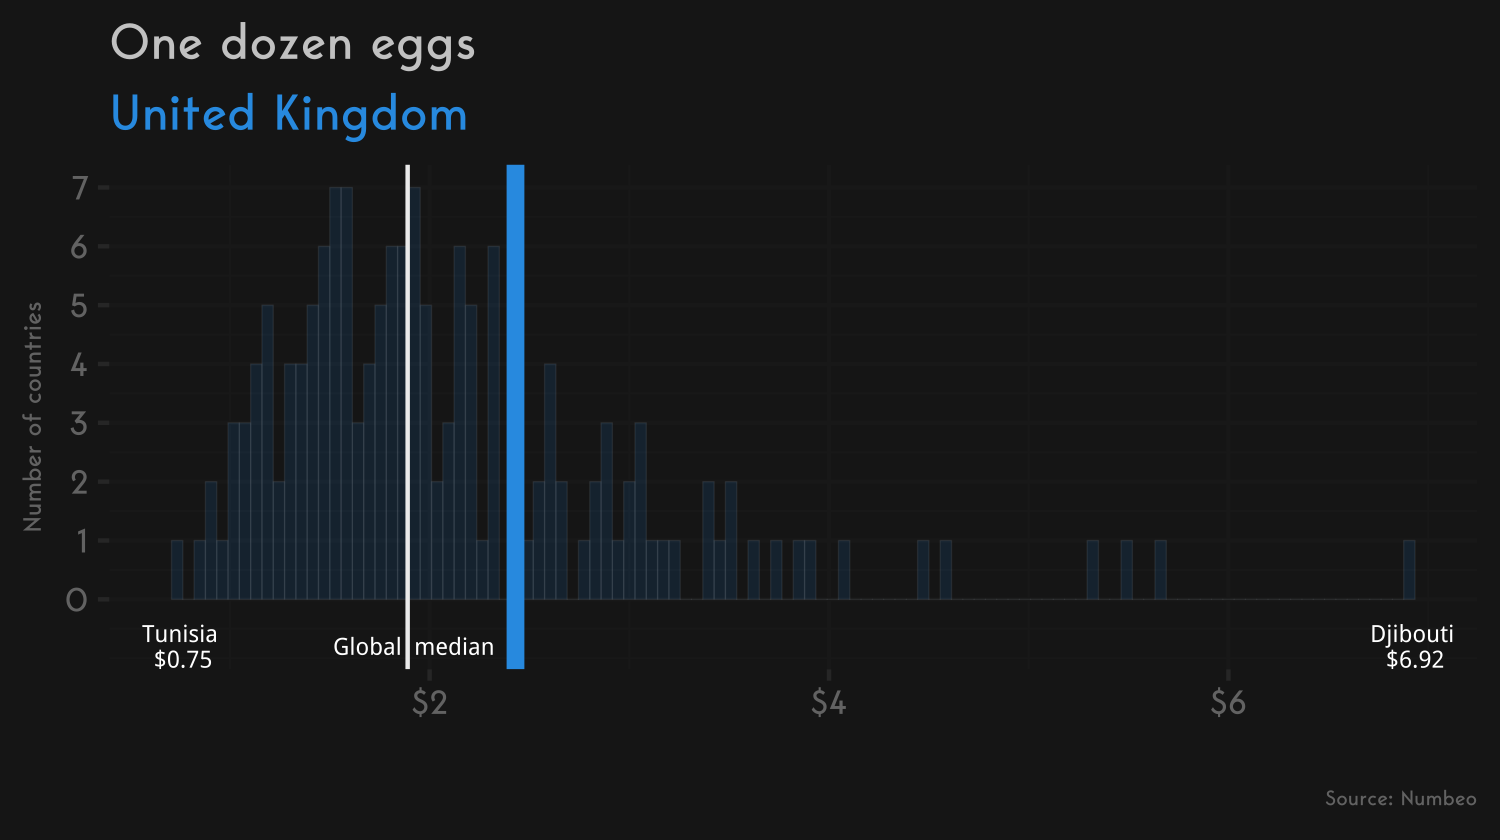 One dozen eggs
United Kingdom
Number of countries
7
6
5
4
3
2
1
0
Tunisia
$0.75
Global median
Djibouti
$6.92
$2
$4
$6
Source: Numbeo